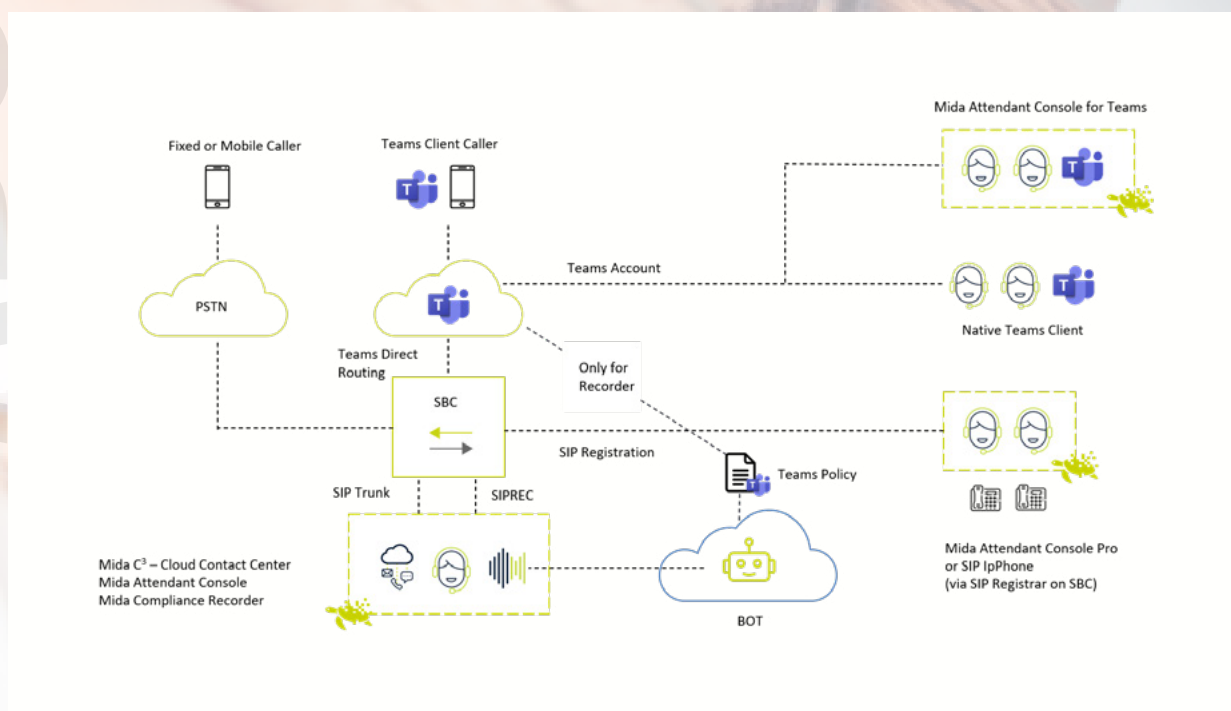 Mida Attendant Console for Teams
Fixed or Mobile Caller
Teams Client Caller
T
T
T
Teams Account
PSTN
T
T
Native Teams Client
Teams Direct
Routing
Only for
Recorder
SBC
SIP Registration
Teams Policy
T
SIP Trunk
SIPREC
Mida C³ – Cloud Contact Center
Mida Attendant Console
Mida Compliance Recorder
Mida Attendant Console Pro
or SIP IpPhone
(via SIP Registrar on SBC)
BOT